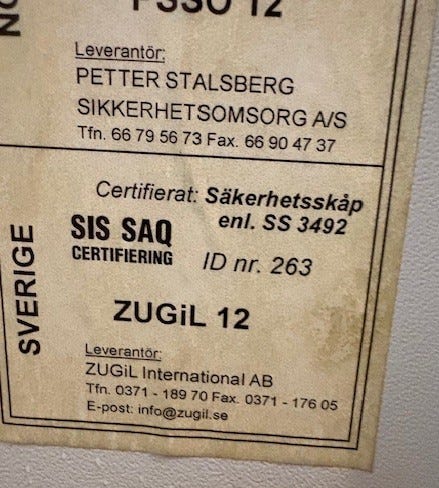 PSSO 12
Leverantör:
PETTER STALSBERG
SIKKERHETSOMSORG A/S
Tfn. 66 79 56 73 Fax. 66 90 47 37
SVERIGE
Certifierat: Säkerhetsskåp
enl. SS 3492
SIS SAQ
CERTIFIERING
ID nr. 263
ZUGiL 12
Leverantör:
ZUGiL International AB
Tfn. 0371 - 189 70 Fax. 0371 - 176 05
E-post: info@zugil.se